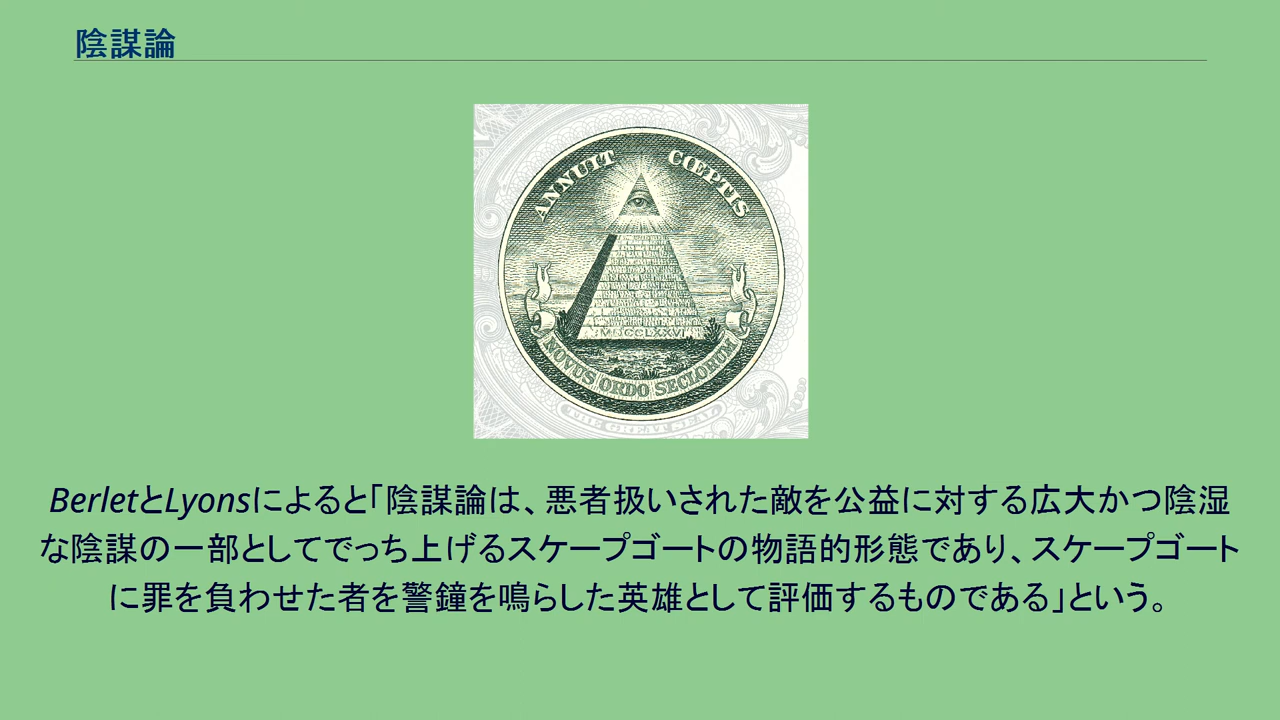 陰謀論
ANNUIT CŒPTIS
MDCCLXXVI
NOVUS ORDO SECLORUM
THE GREAT SEAL
BerletとLyonsによると「陰謀論は、悪者扱いされた敵を公益に対する広大かつ陰湿
な陰謀の一部としてでっち上げるスケープゴートの物語的形態であり、スケープゴート
に罪を負わせた者を警鐘を鳴らした英雄として評価するものである」という。